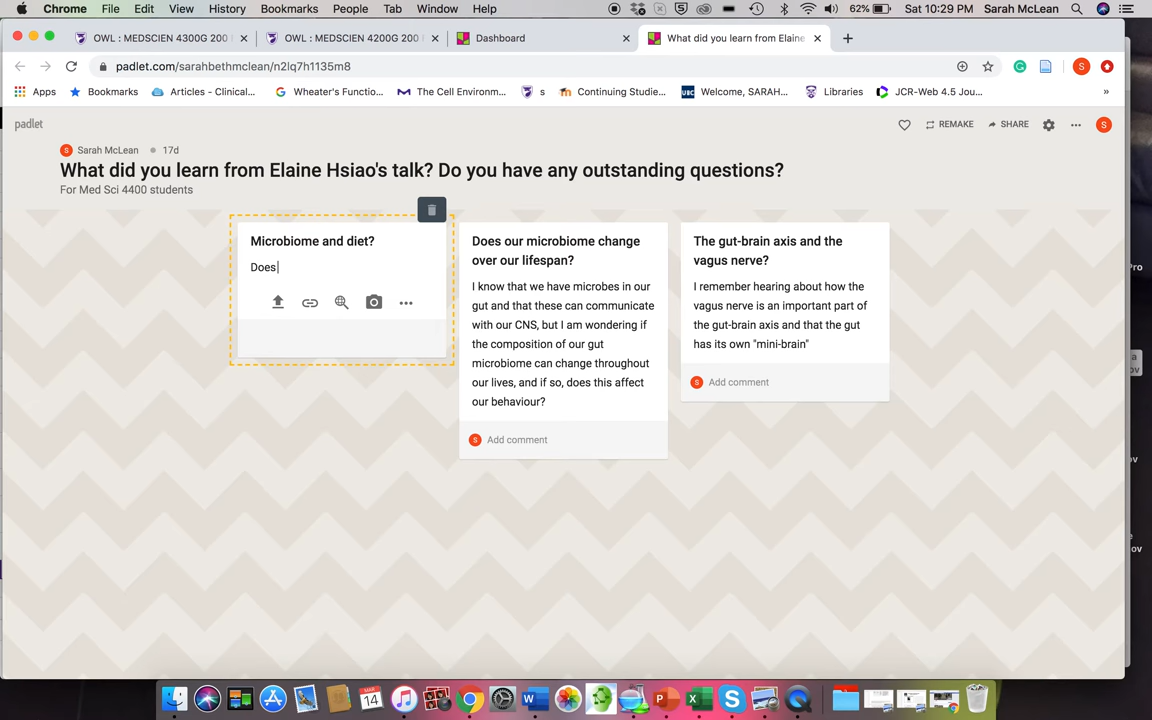 Chrome File Edit View History Bookmarks People Tab Window Help 62% Sat 10:29 PM Sarah McLean
OWL : MEDSCIEN 4300G 200 OWL : MEDSCIEN 4200G 200 Dashboard What did you learn from Elaine
padlet.com/sarahbethmclean/n2lq7h1135m8 S
Apps Bookmarks Articles - Clinical... Wheater's Functio... The Cell Environm... s Continuing Studie... UBC Welcome, SARAH... Libraries JCR-Web 4.5 Jou... »
padlet REMAKE SHARE S
S Sarah McLean 17d
What did you learn from Elaine Hsiao's talk? Do you have any outstanding questions?
For Med Sci 4400 students
Microbiome and diet?
Does
Does our microbiome change
over our lifespan?
I know that we have microbes in our
gut and that these can communicate
with our CNS, but I am wondering if
the composition of our gut
microbiome can change throughout
our lives, and if so, does this affect
our behaviour?
S Add comment
The gut-brain axis and the
vagus nerve?
I remember hearing about how the
vagus nerve is an important part of
the gut-brain axis and that the gut
has its own "mini-brain"
S Add comment
Pro
a
ov
ov
e
ov
MAR
14